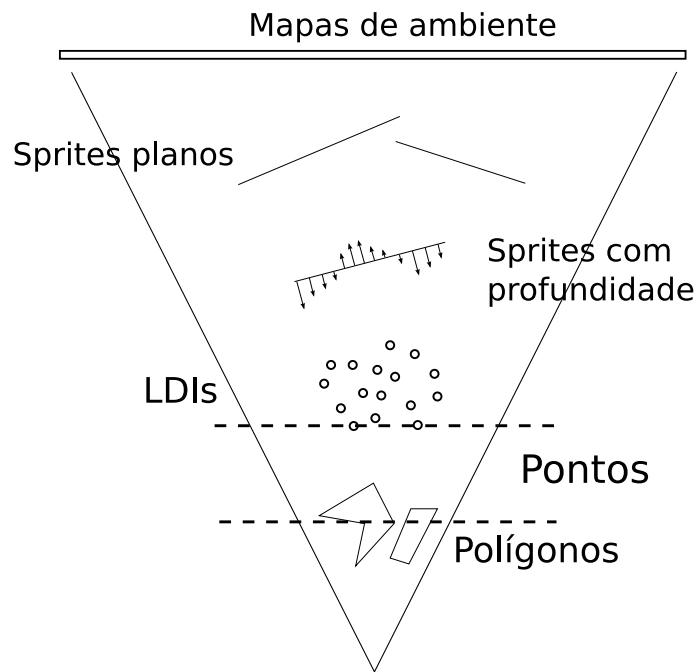 Mapas de ambiente
Sprites planos
Sprites com
profundidade
LDIs
Pontos
Polígonos